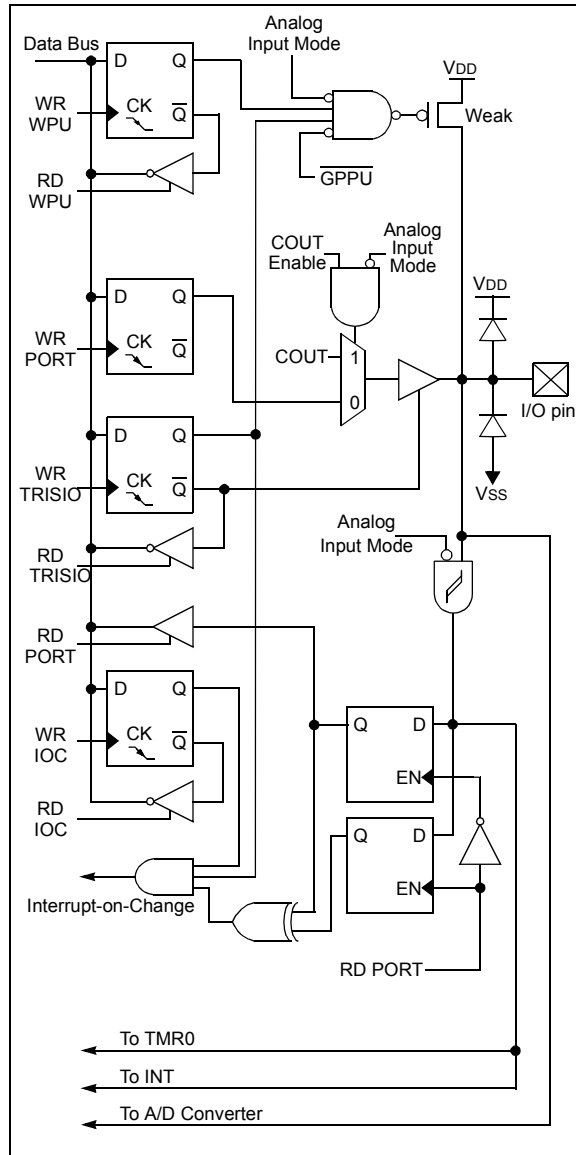 Analog
Input Mode
Data Bus
D Q
VDD
WR
WPU
CK
Q
Weak
RD
WPU
GPPU
COUT
Enable
Analog
Input
Mode
D Q
VDD
WR
PORT
CK
Q
COUT
1
0
I/O pin
D Q
WR
TRISIO
CK
Q
VSS
Analog
Input Mode
RD
TRISIO
RD
PORT
D Q
Q D
WR
IOC
CK
Q
EN
RD
IOC
Q D
EN
Interrupt-on-Change
RD PORT
To TMR0
To INT
To A/D Converter